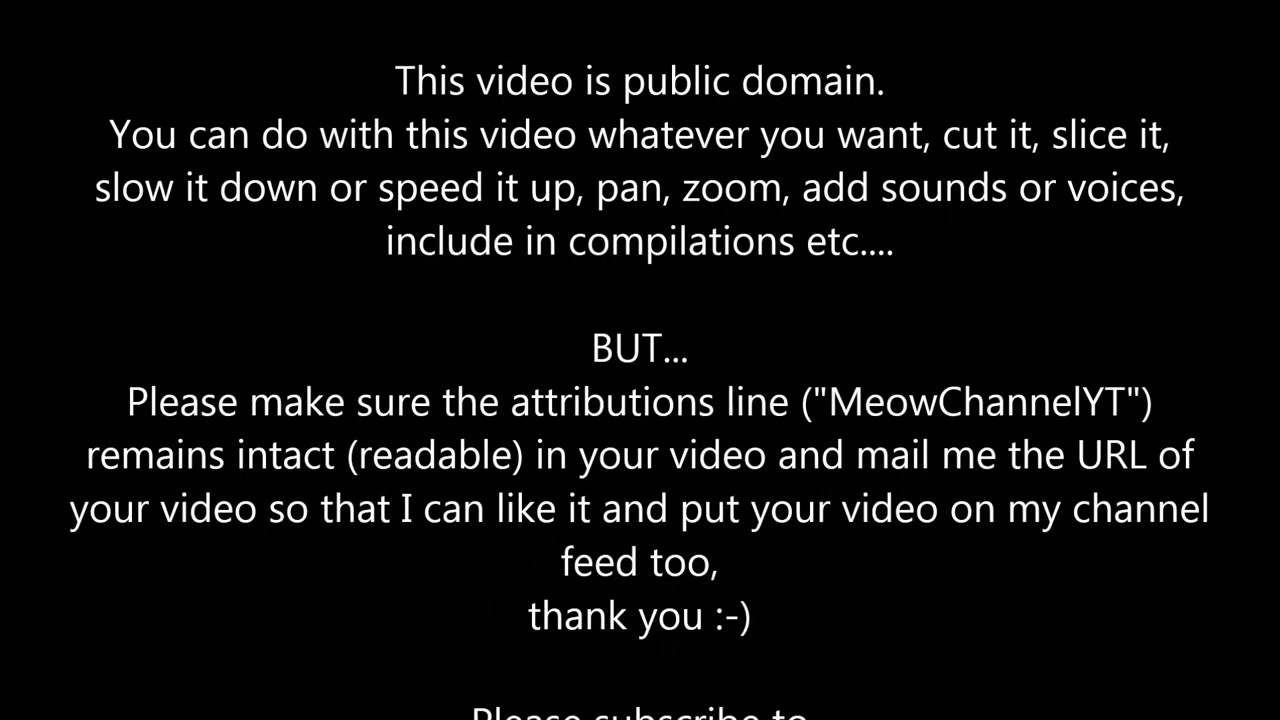 This video is public domain.
You can do with this video whatever you want, cut it, slice it,
slow it down or speed it up, pan, zoom, add sounds or voices,
include in compilations etc....
BUT...
Please make sure the attributions line ("MeowChannelYT")
remains intact (readable) in your video and mail me the URL of
your video so that I can like it and put your video on my channel
feed too,
thank you :-)
Please subscribe to